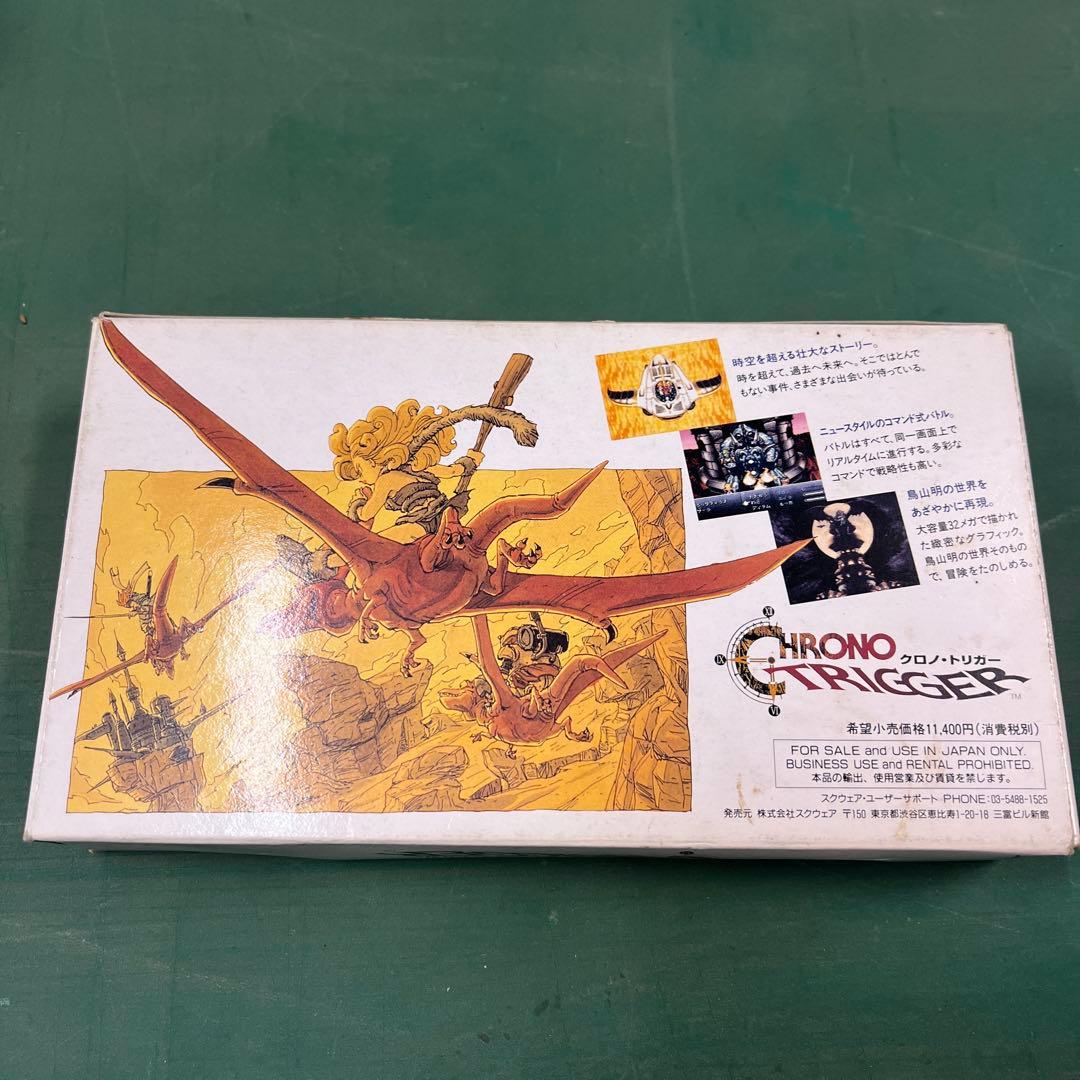 時空を超える壮大なストーリー。
時を超えて、過去へ未来へ。そこではとんで
もない事件、さまざまな出会いが待っている。
ニュースタイルのコマンド式バトル。
バトルはすべて、同一画面上で
リアルタイムに進行する。多彩な
コマンドで戦略性も高い。
鳥山明の世界を
あざやかに再現。
大容量32メガで描かれ
た緻密なグラフィック。
鳥山明の世界そのもの
で、冒険をたのしめる。
XII
IX
VI
CHRONO
クロノ・トリガー
TRIGGER
TM
希望小売価格11,400円(消費税別)
FOR SALE and USE IN JAPAN ONLY.
BUSINESS USE and RENTAL PROHIBITED.
本品の輸出、使用営業及び賃貸を禁じます。
スクウェア・ユーザーサポート PHONE:03-5488-1525
発売元 株式会社スクウェア 〒150 東京都渋谷区恵比寿1-20-18 三富ビル新館